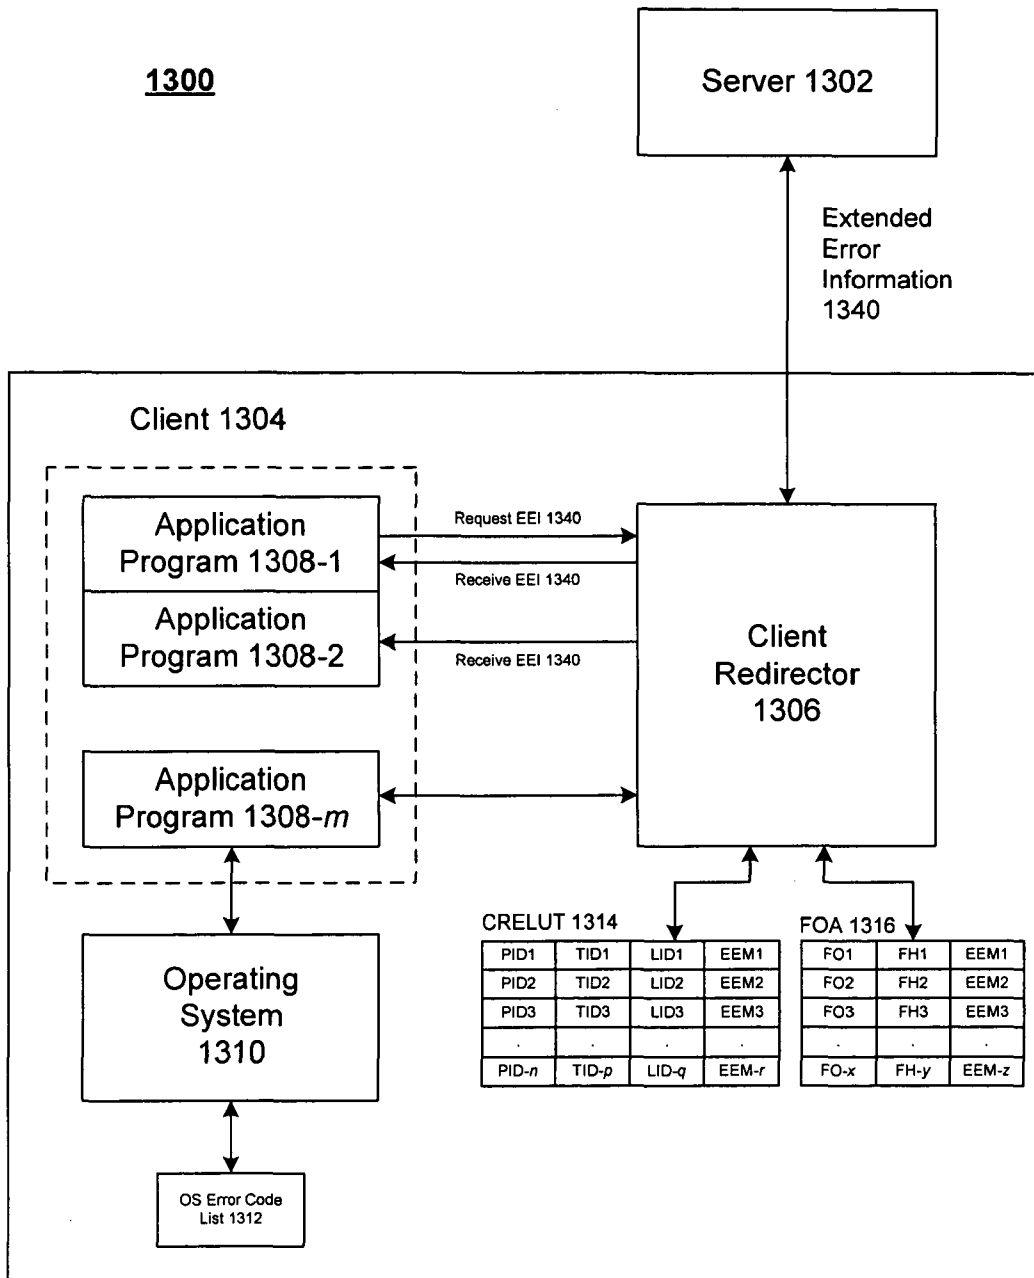 1300
Server 1302
Extended
Error
Information
1340
Client 1304
Application
Program 1308-1
Request EEI 1340
Receive EEI 1340
Application
Program 1308-2
Receive EEI 1340
Client
Redirector
1306
Application
Program 1308-m
Operating
System
1310
OS Error Code
List 1312
CRELUT 1314
PID1 TID1 LID1 EEM1
PID2 TID2 LID2 EEM2
PID3 TID3 LID3 EEM3
. . . .
PID-n TID-p LID-q EEM-r
FOA 1316
FO1 FH1 EEM1
FO2 FH2 EEM2
FO3 FH3 EEM3
. . .
FO-x FH-y EEM-z